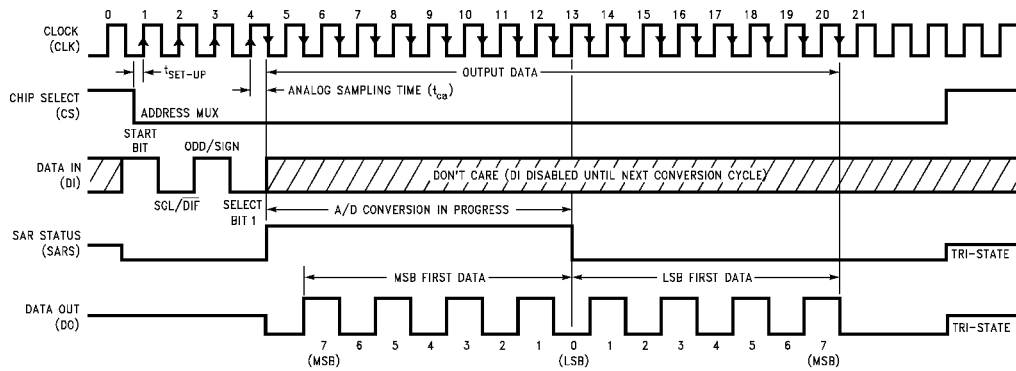 0 1 2 3 4 5 6 7 8 9 10 11 12 13 14 15 16 17 18 19 20 21
CLOCK
(CLK)
tSET-UP
OUTPUT DATA
ANALOG SAMPLING TIME (tca)
CHIP SELECT
(CS)
ADDRESS MUX
START
BIT
ODD/SIGN
DATA IN
(DI)
DON'T CARE (DI DISABLED UNTIL NEXT CONVERSION CYCLE)
SGL/DIF
SELECT
BIT 1
A/D CONVERSION IN PROGRESS
SAR STATUS
(SARS)
TRI-STATE
MSB FIRST DATA
LSB FIRST DATA
DATA OUT
(DO)
TRI-STATE
7 6 5 4 3 2 1 0 1 2 3 4 5 6 7
(MSB) (LSB) (MSB)